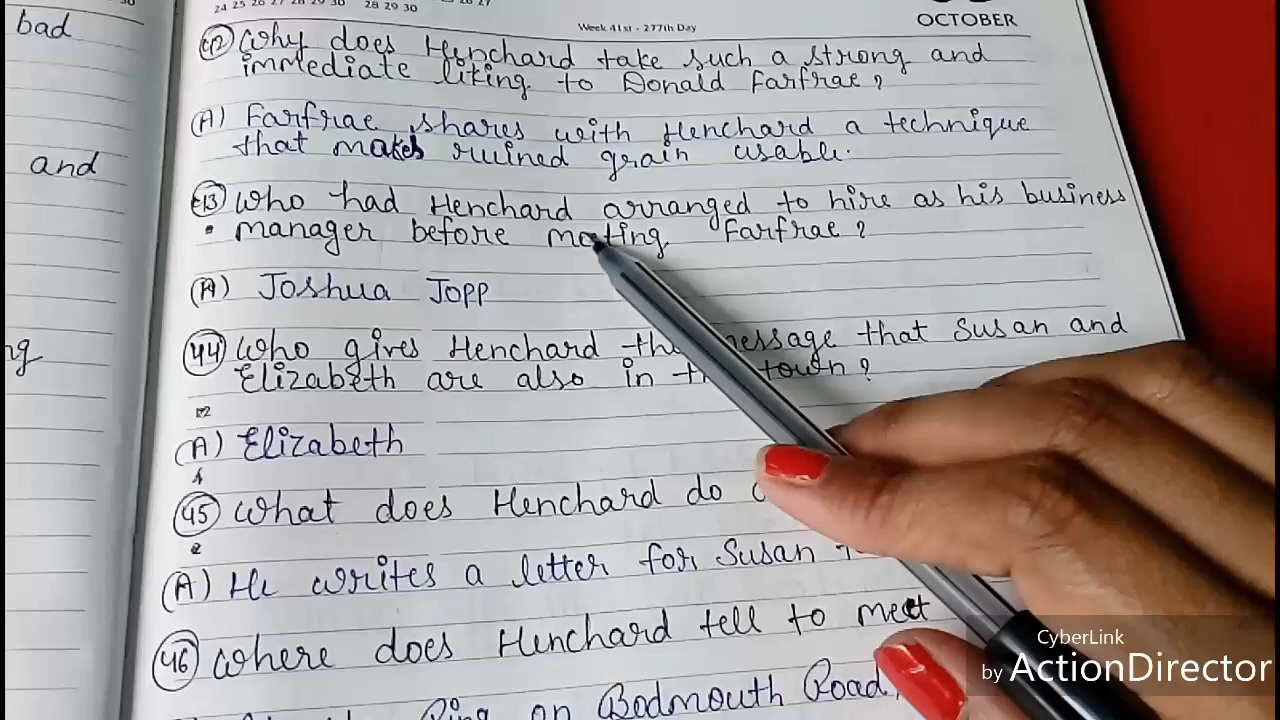 bad
and
ng
24 25 26 27 28 29 30 28 29 30
Week 41st - 277th Day
OCTOBER
42 Why does Henchard take such a strong and
immediate liking to Donald Farfrae?
(A) Farfrae shares with Henchard a technique
that makes ruined grain usable.
43 Who had Henchard arranged to hire as his business
manager before meeting Farfrae?
(A) Joshua Jopp
44 Who gives Henchard the message that Susan and
Elizabeth are also in the town?
(A) Elizabeth
45 What does Henchard do
(A) He writes a letter for Susan
46 Where does Henchard tell to meet
Ring on Bodmouth Road.
CyberLink
by ActionDirector